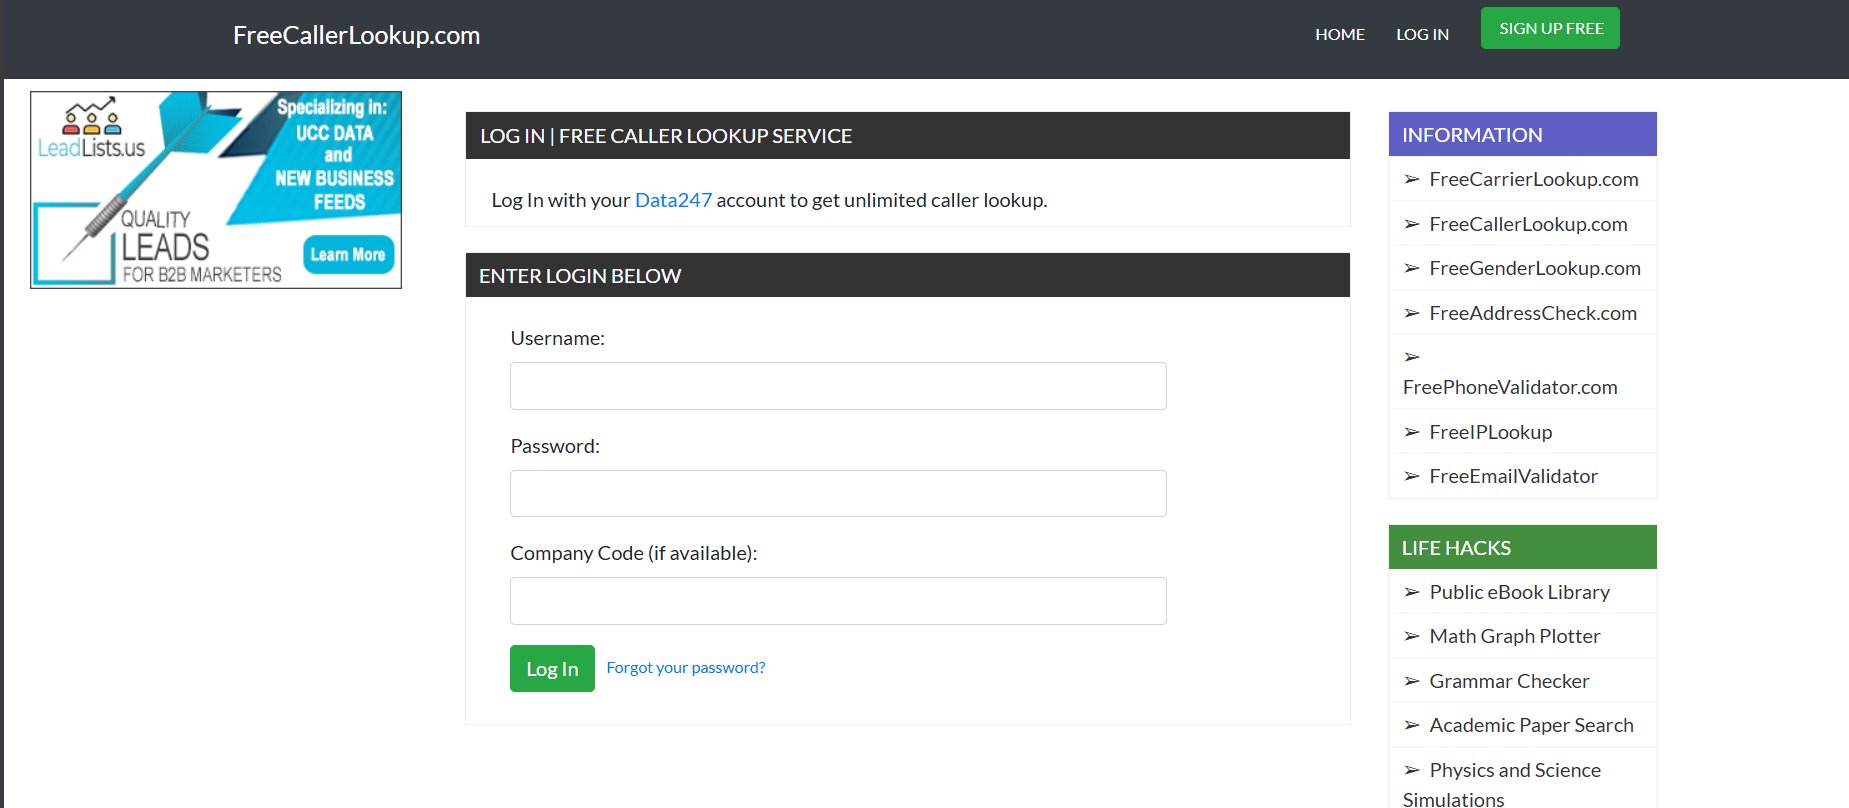 FreeCallerLookup.com
HOME
LOG IN
SIGN UP FREE
LeadLists.us
Specializing in:
UCC DATA
and
NEW BUSINESS
FEEDS
QUALITY
LEADS
FOR B2B MARKETERS
Learn More
LOG IN | FREE CALLER LOOKUP SERVICE
Log In with your Data247 account to get unlimited caller lookup.
ENTER LOGIN BELOW
Username:
Password:
Company Code (if available):
Log In
Forgot your password?
INFORMATION
➢ FreeCarrierLookup.com
➢ FreeCallerLookup.com
➢ FreeGenderLookup.com
➢ FreeAddressCheck.com
➢
FreePhoneValidator.com
➢ FreeIPLookup
➢ FreeEmailValidator
LIFE HACKS
➢ Public eBook Library
➢ Math Graph Plotter
➢ Grammar Checker
➢ Academic Paper Search
➢ Physics and Science
Simulations